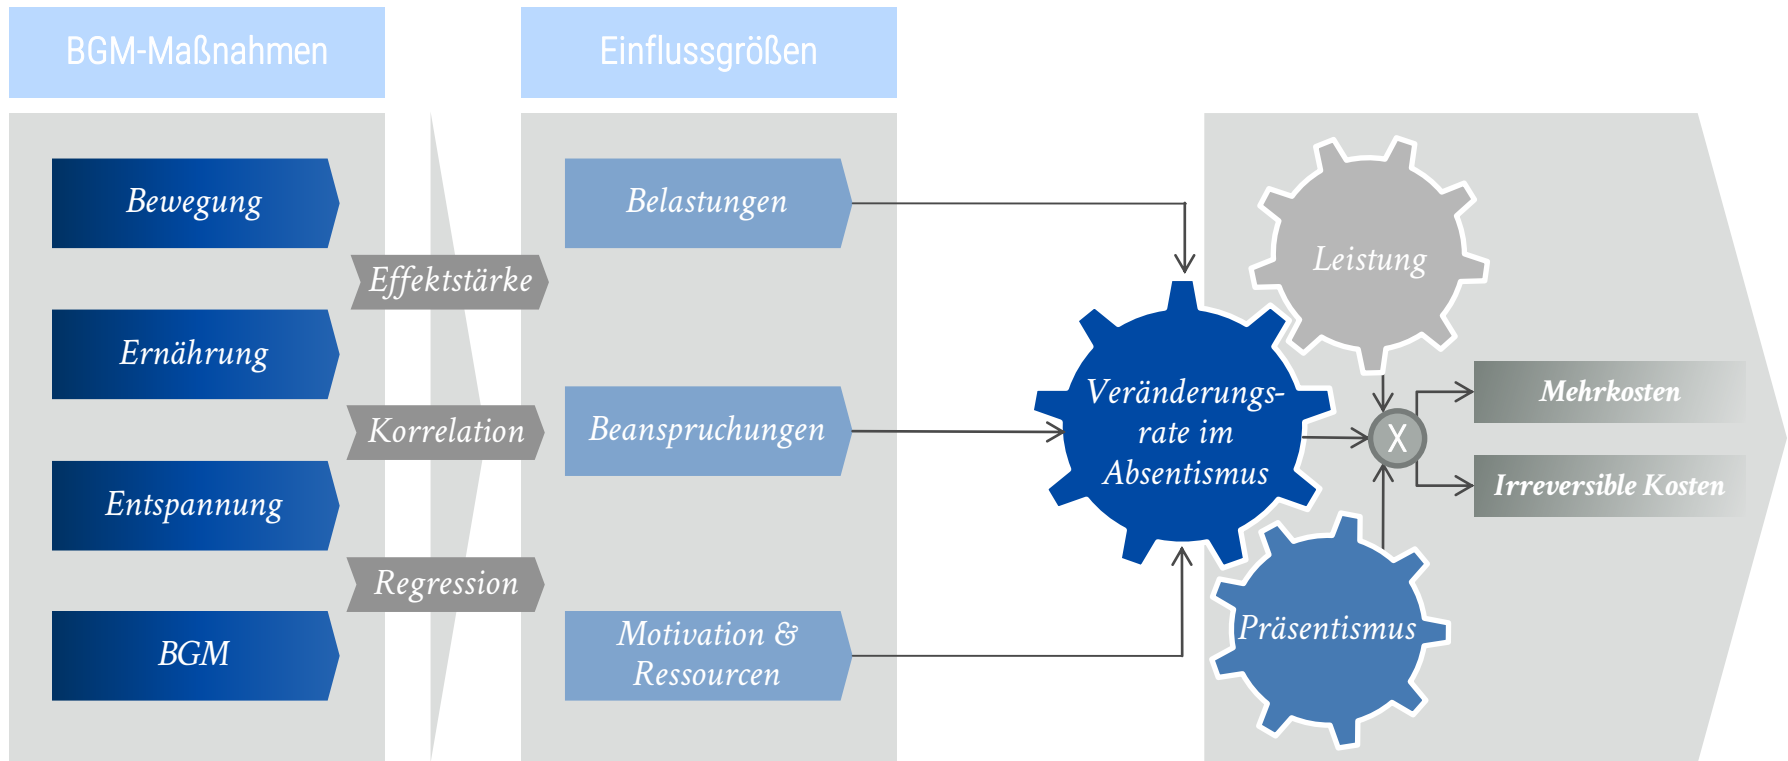 BGM-Maßnahmen
Einflussgrößen
Bewegung
Ernährung
Entspannung
BGM
Effektstärke
Korrelation
Regression
Belastungen
Beanspruchungen
Motivation &
Ressourcen
Veränderungs-
rate im
Absentismus
Leistung
Präsentismus
X
Mehrkosten
Irreversible Kosten